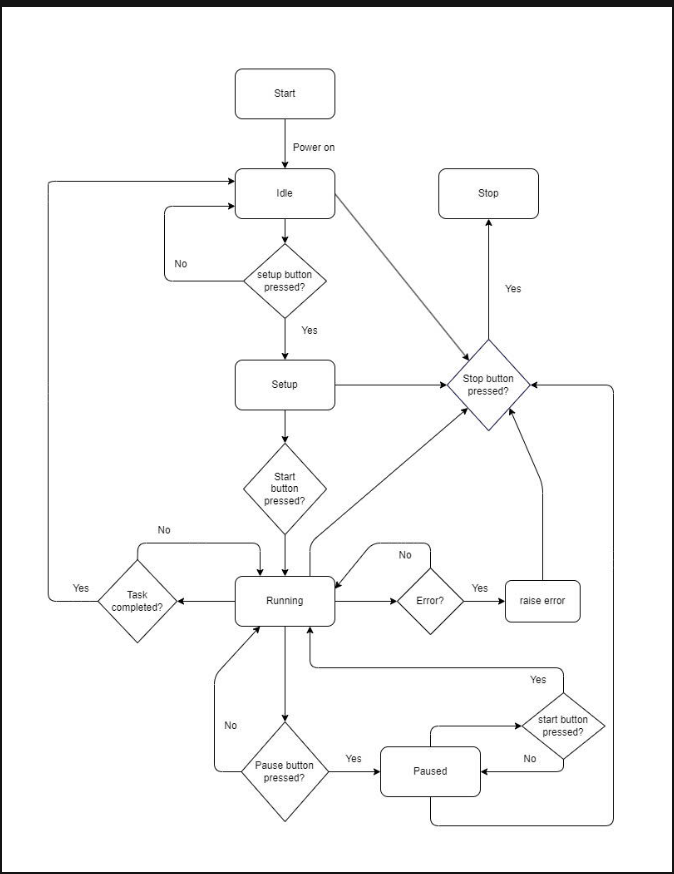 Start
Power on
Idle
Stop
No
setup button
pressed?
Yes
Yes
Setup
Stop button
pressed?
Start
button
pressed?
No
No
Yes
Task
completed?
Running
Error?
Yes
raise error
Yes
No
start button
pressed?
Pause button
pressed?
Yes
Paused
No